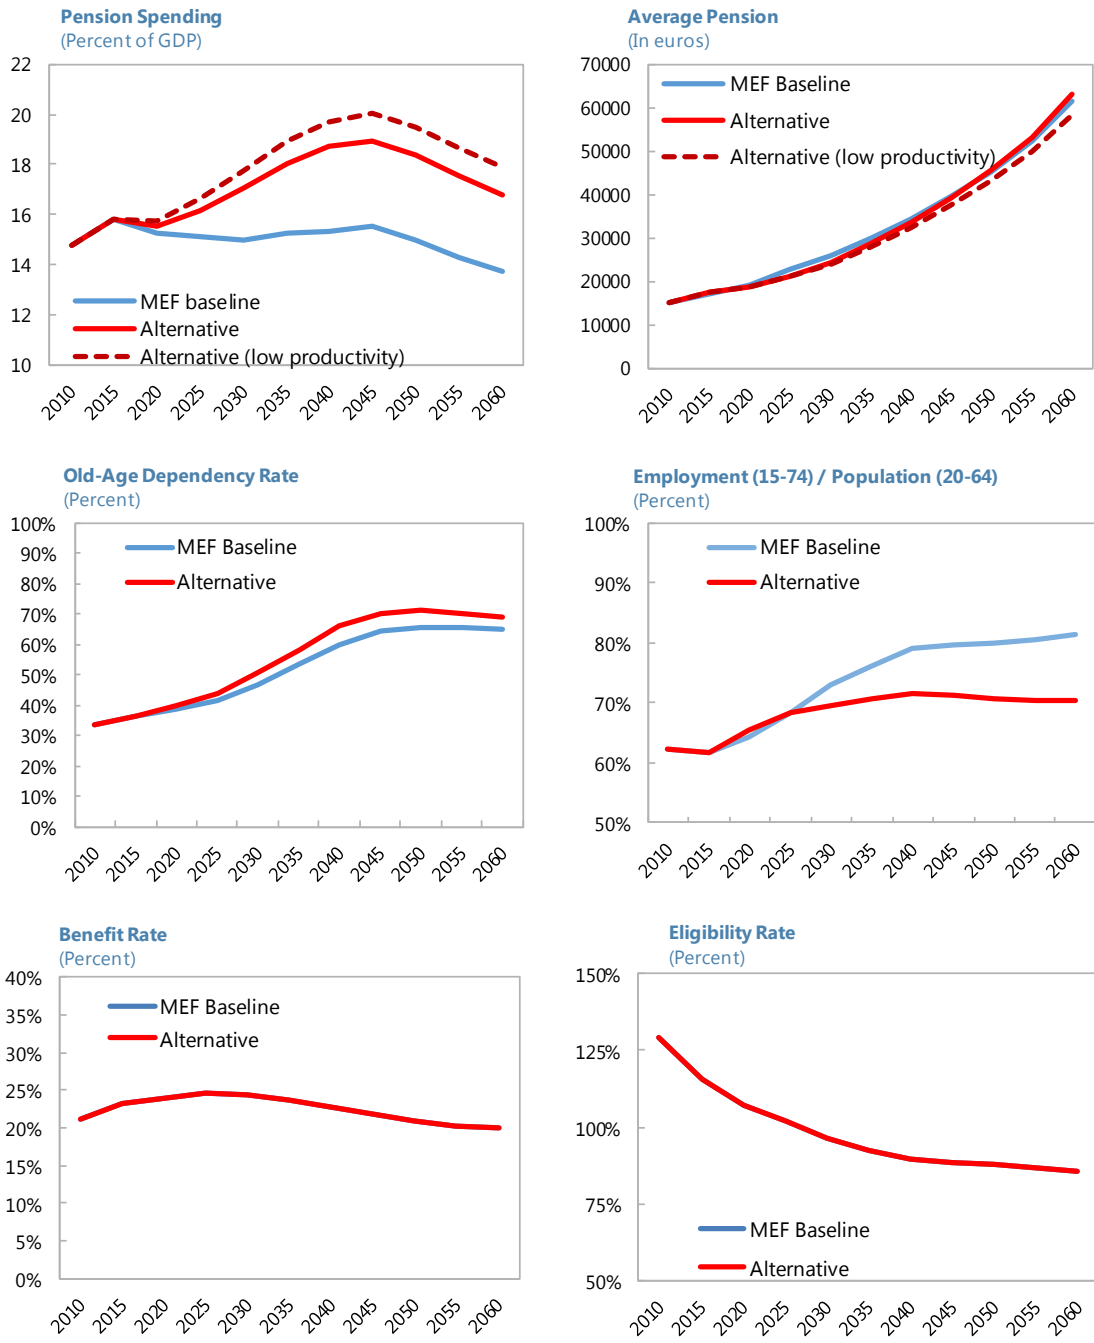 Pension Spending
(Percent of GDP)
22
20
18
16
14
12
10
MEF baseline
Alternative
Alternative (low productivity)
2010 2015 2020 2025 2030 2035 2040 2045 2050 2055 2060
Average Pension
(In euros)
70000
60000
50000
40000
30000
20000
10000
0
MEF Baseline
Alternative
Alternative (low productivity)
2010 2015 2020 2025 2030 2035 2040 2045 2050 2055 2060
Old-Age Dependency Rate
(Percent)
100%
90%
80%
70%
60%
50%
40%
30%
20%
10%
0%
MEF Baseline
Alternative
2010 2015 2020 2025 2030 2035 2040 2045 2050 2055 2060
Employment (15-74) / Population (20-64)
(Percent)
100%
90%
80%
70%
60%
50%
MEF Baseline
Alternative
2010 2015 2020 2025 2030 2035 2040 2045 2050 2055 2060
Benefit Rate
(Percent)
40%
35%
30%
25%
20%
15%
10%
5%
0%
MEF Baseline
Alternative
2010 2015 2020 2025 2030 2035 2040 2045 2050 2055 2060
Eligibility Rate
(Percent)
150%
125%
100%
75%
50%
MEF Baseline
Alternative
2010 2015 2020 2025 2030 2035 2040 2045 2050 2055 2060